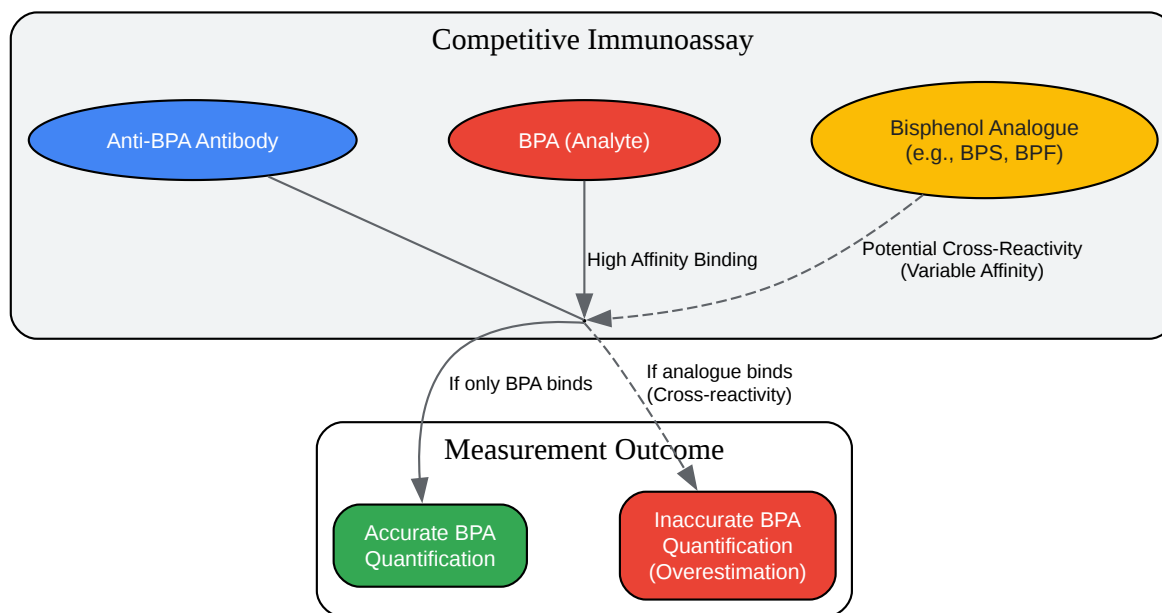 Competitive Immunoassay
Anti-BPA Antibody
BPA (Analyte)
Bisphenol Analogue
(e.g., BPS, BPF)
High Affinity Binding
Potential Cross-Reactivity
(Variable Affinity)
If only BPA binds
If analogue binds
(Cross-reactivity)
Measurement Outcome
Accurate BPA
Quantification
Inaccurate BPA
Quantification
(Overestimation)